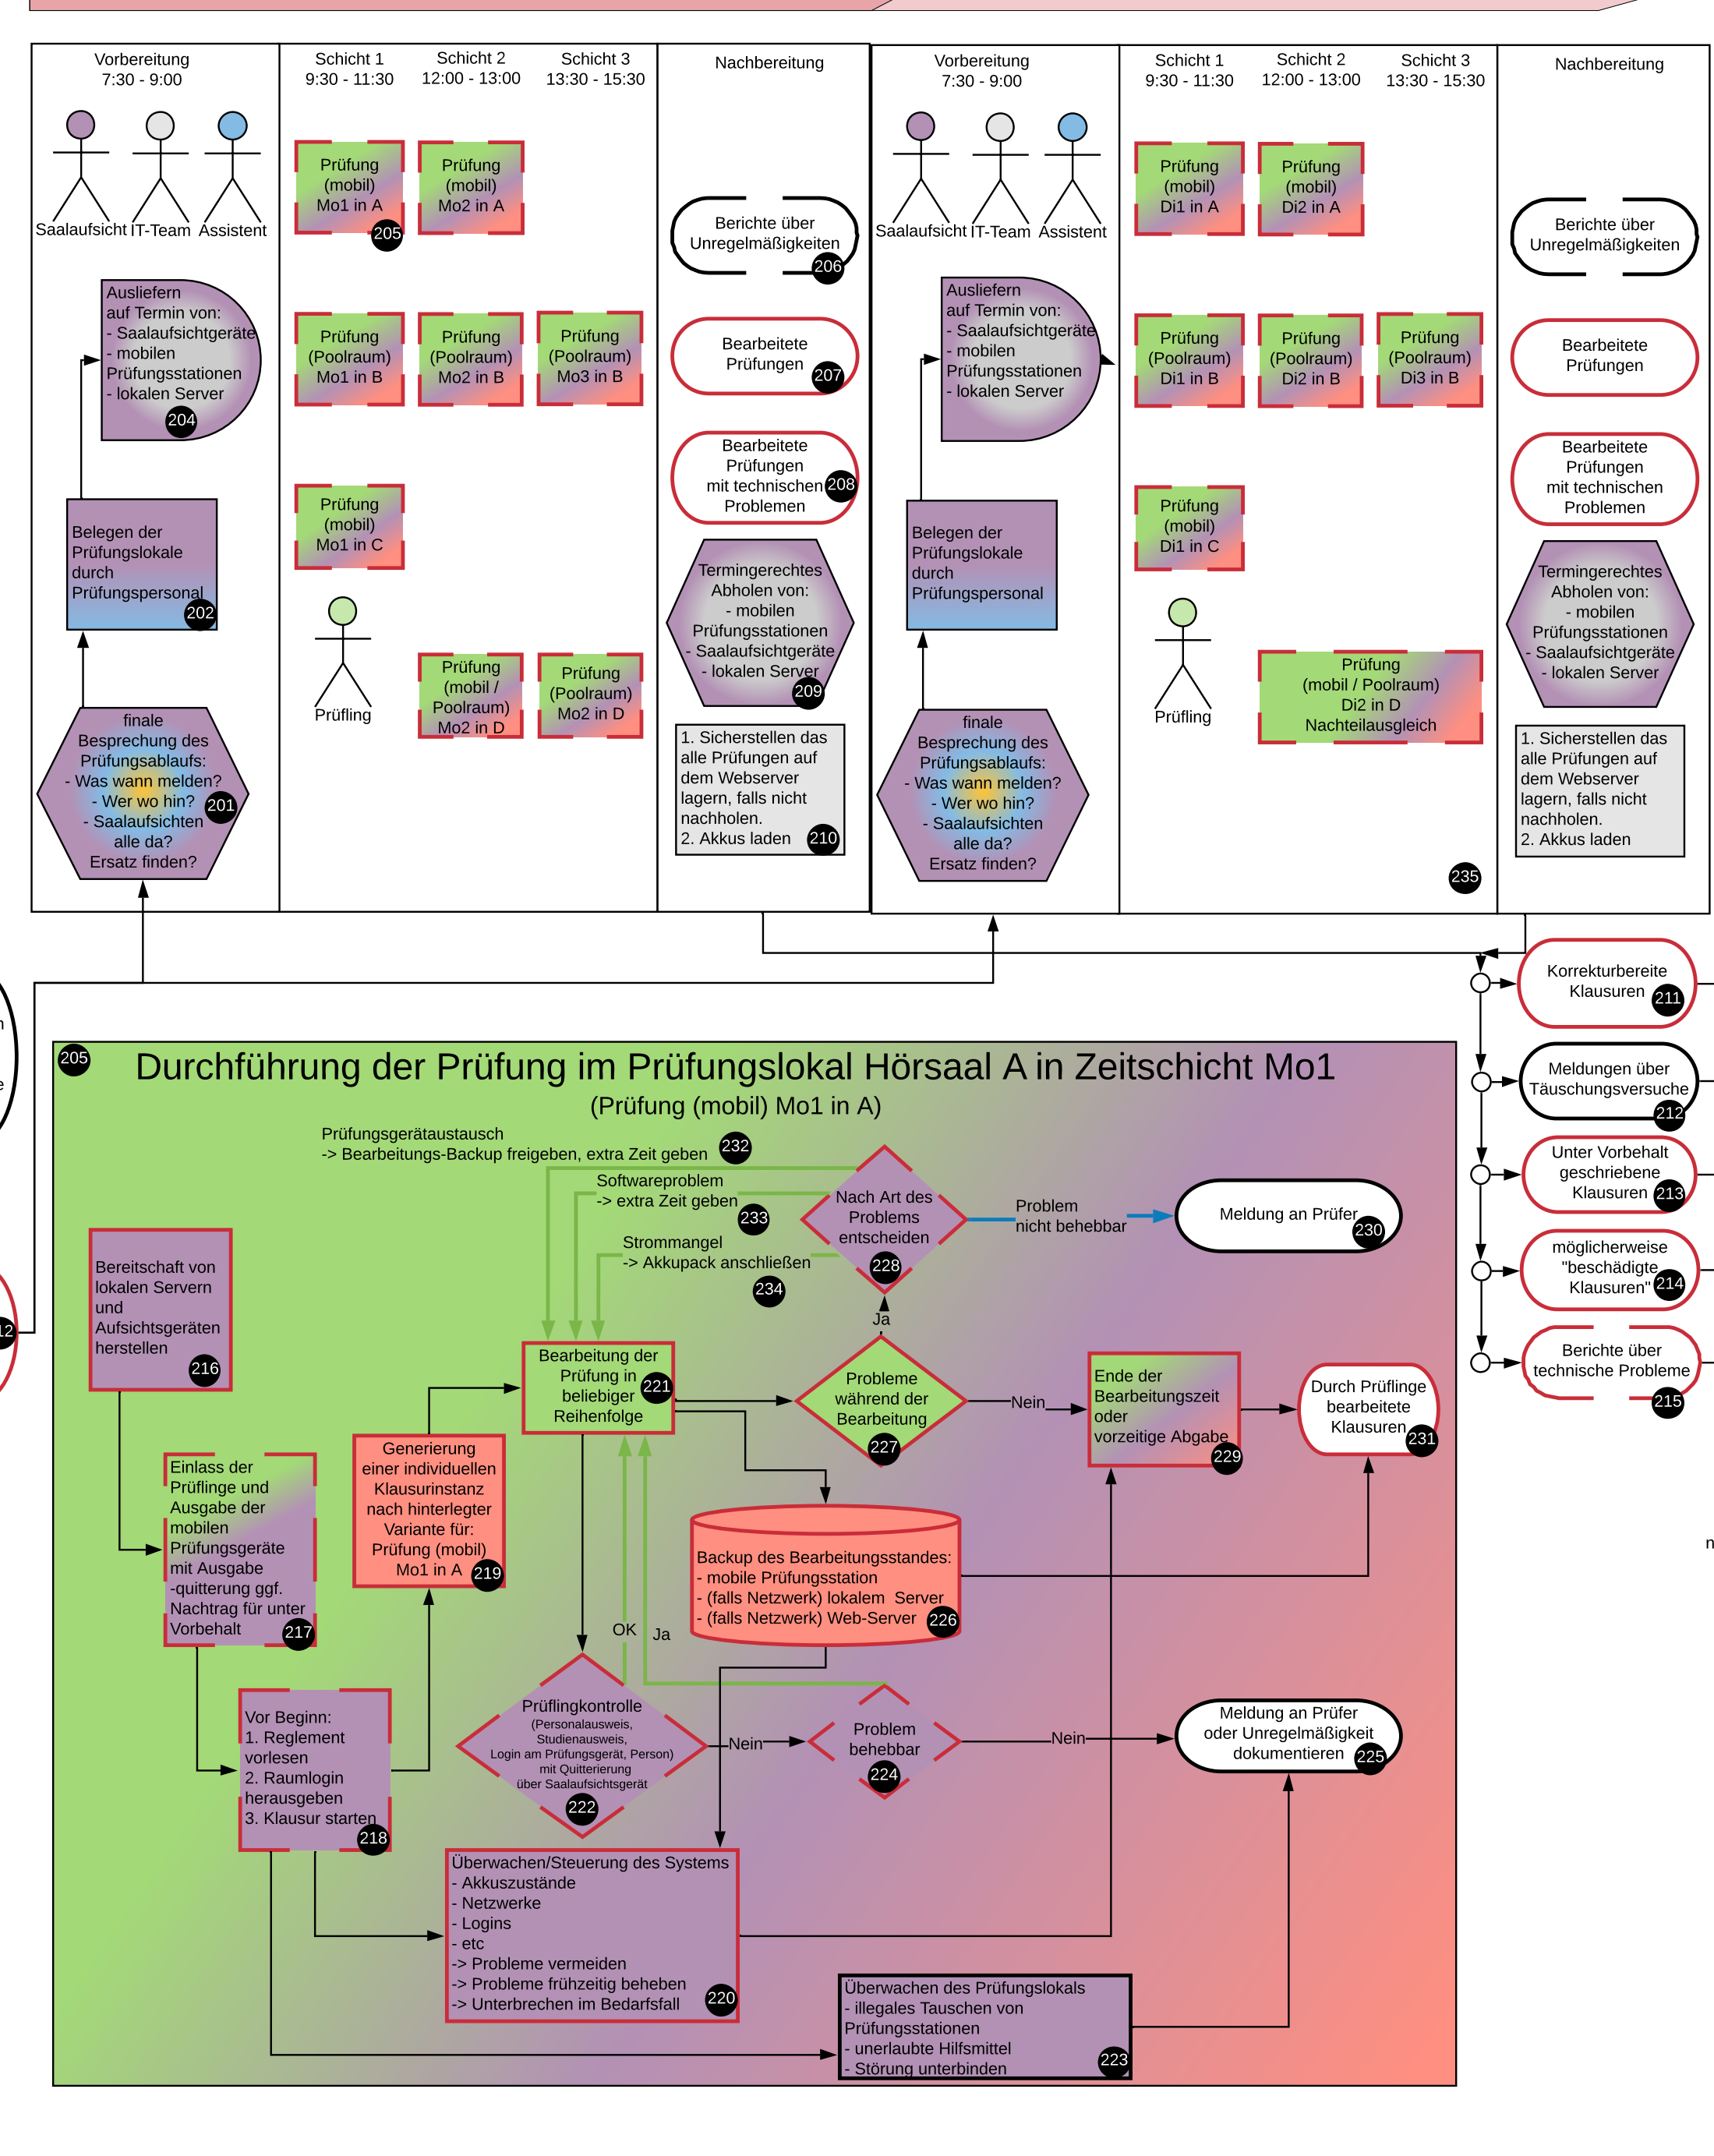 Vorbereitung
7:30 - 9:00
Schicht 1
9:30 - 11:30
Schicht 2
12:00 - 13:00
Schicht 3
13:30 - 15:30
Nachbereitung
Saalaufsicht
IT-Team
Assistent
Ausliefern
auf Termin von:
- Saalaufsichtgeräte
- mobilen
Prüfungsstationen
- lokalen Server
204
Belegen der
Prüfungslokale
durch
Prüfungspersonal
202
finale
Besprechung des
Prüfungsablaufs:
- Was wann melden?
- Wer wo hin?
- Saalaufsichten
alle da?
Ersatz finden?
201
Prüfung
(mobil)
Mo1 in A
205
Prüfung
(mobil)
Mo2 in A
Prüfung
(Poolraum)
Mo1 in B
Prüfung
(Poolraum)
Mo2 in B
Prüfung
(Poolraum)
Mo3 in B
Prüfung
(mobil)
Mo1 in C
Prüfling
Prüfung
(mobil /
Poolraum)
Mo2 in D
Prüfung
(Poolraum)
Mo2 in D
Berichte über
Unregelmäßigkeiten
206
Bearbeitete
Prüfungen
207
Bearbeitete
Prüfungen
mit technischen
Problemen
208
Termingerechtes
Abholen von:
- mobilen
Prüfungsstationen
- Saalaufsichtgeräte
- lokalen Server
209
1. Sicherstellen das
alle Prüfungen auf
dem Webserver
lagern, falls nicht
nachholen.
2. Akkus laden
210
Vorbereitung
7:30 - 9:00
Schicht 1
9:30 - 11:30
Schicht 2
12:00 - 13:00
Schicht 3
13:30 - 15:30
Nachbereitung
Saalaufsicht
IT-Team
Assistent
Ausliefern
auf Termin von:
- Saalaufsichtgeräte
- mobilen
Prüfungsstationen
- lokalen Server
Belegen der
Prüfungslokale
durch
Prüfungspersonal
finale
Besprechung des
Prüfungsablaufs:
- Was wann melden?
- Wer wo hin?
- Saalaufsichten
alle da?
Ersatz finden?
Prüfung
(mobil)
Di1 in A
Prüfung
(mobil)
Di2 in A
Prüfung
(Poolraum)
Di1 in B
Prüfung
(Poolraum)
Di2 in B
Prüfung
(Poolraum)
Di3 in B
Prüfung
(mobil)
Di1 in C
Prüfling
Prüfung
(mobil / Poolraum)
Di2 in D
Nachteilausgleich
235
Berichte über
Unregelmäßigkeiten
Bearbeitete
Prüfungen
Bearbeitete
Prüfungen
mit technischen
Problemen
Termingerechtes
Abholen von:
- mobilen
Prüfungsstationen
- Saalaufsichtgeräte
- lokalen Server
1. Sicherstellen das
alle Prüfungen auf
dem Webserver
lagern, falls nicht
nachholen.
2. Akkus laden
Korrekturbereite
Klausuren
211
Meldungen über
Täuschungsversuche
212
Unter Vorbehalt
geschriebene
Klausuren
213
möglicherweise
"beschädigte
Klausuren"
214
Berichte über
technische Probleme
215
12
205
Durchführung der Prüfung im Prüfungslokal Hörsaal A in Zeitschicht Mo1
(Prüfung (mobil) Mo1 in A)
Prüfungsgerätaustausch
-> Bearbeitungs-Backup freigeben, extra Zeit geben
232
Softwareproblem
-> extra Zeit geben
233
Strommangel
-> Akkupack anschließen
234
Nach Art des
Problems
entscheiden
228
Problem
nicht behebbar
Meldung an Prüfer
230
Ja
Bereitschaft von
lokalen Servern
und
Aufsichtsgeräten
herstellen
216
Bearbeitung der
Prüfung in
beliebiger
Reihenfolge
221
Probleme
während der
Bearbeitung
227
Nein
Ende der
Bearbeitungszeit
oder
vorzeitige Abgabe
229
Durch Prüflinge
bearbeitete
Klausuren
231
Einlass der
Prüflinge und
Ausgabe der
mobilen
Prüfungsgeräte
mit Ausgabe
-quitterung ggf.
Nachtrag für unter
Vorbehalt
217
Generierung
einer individuellen
Klausurinstanz
nach hinterlegter
Variante für:
Prüfung (mobil)
Mo1 in A
219
Backup des Bearbeitungsstandes:
- mobile Prüfungsstation
- (falls Netzwerk) lokalem  Server
- (falls Netzwerk) Web-Server
226
OK
Ja
Vor Beginn:
1. Reglement
vorlesen
2. Raumlogin
herausgeben
3. Klausur starten
218
Prüflingkontrolle
(Personalausweis,
Studienausweis,
Login am Prüfungsgerät, Person)
mit Quittierung
über Saalaufsichtsgerät
222
Nein
Problem
behebbar
224
Nein
Meldung an Prüfer
oder Unregelmäßigkeit
dokumentieren
225
Überwachen/Steuerung des Systems
- Akkuszustände
- Netzwerke
- Logins
- etc
-> Probleme vermeiden
-> Probleme frühzeitig beheben
-> Unterbrechen im Bedarfsfall
220
Überwachen des Prüfungslokals
- illegales Tauschen von
Prüfungsstationen
- unerlaubte Hilfsmittel
- Störung unterbinden
223